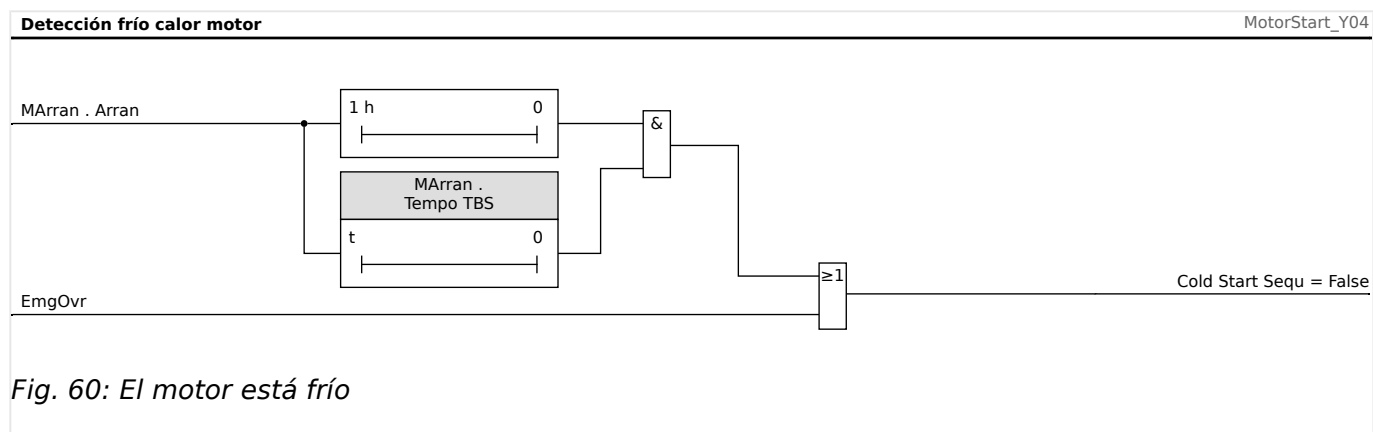 Detección frío calor motor
MotorStart_Y04
MArran . Arran
1 h
0
&
MArran .
Tempo TBS
t
0
≥1
Cold Start Sequ = False
EmgOvr
Fig. 60: El motor está frío